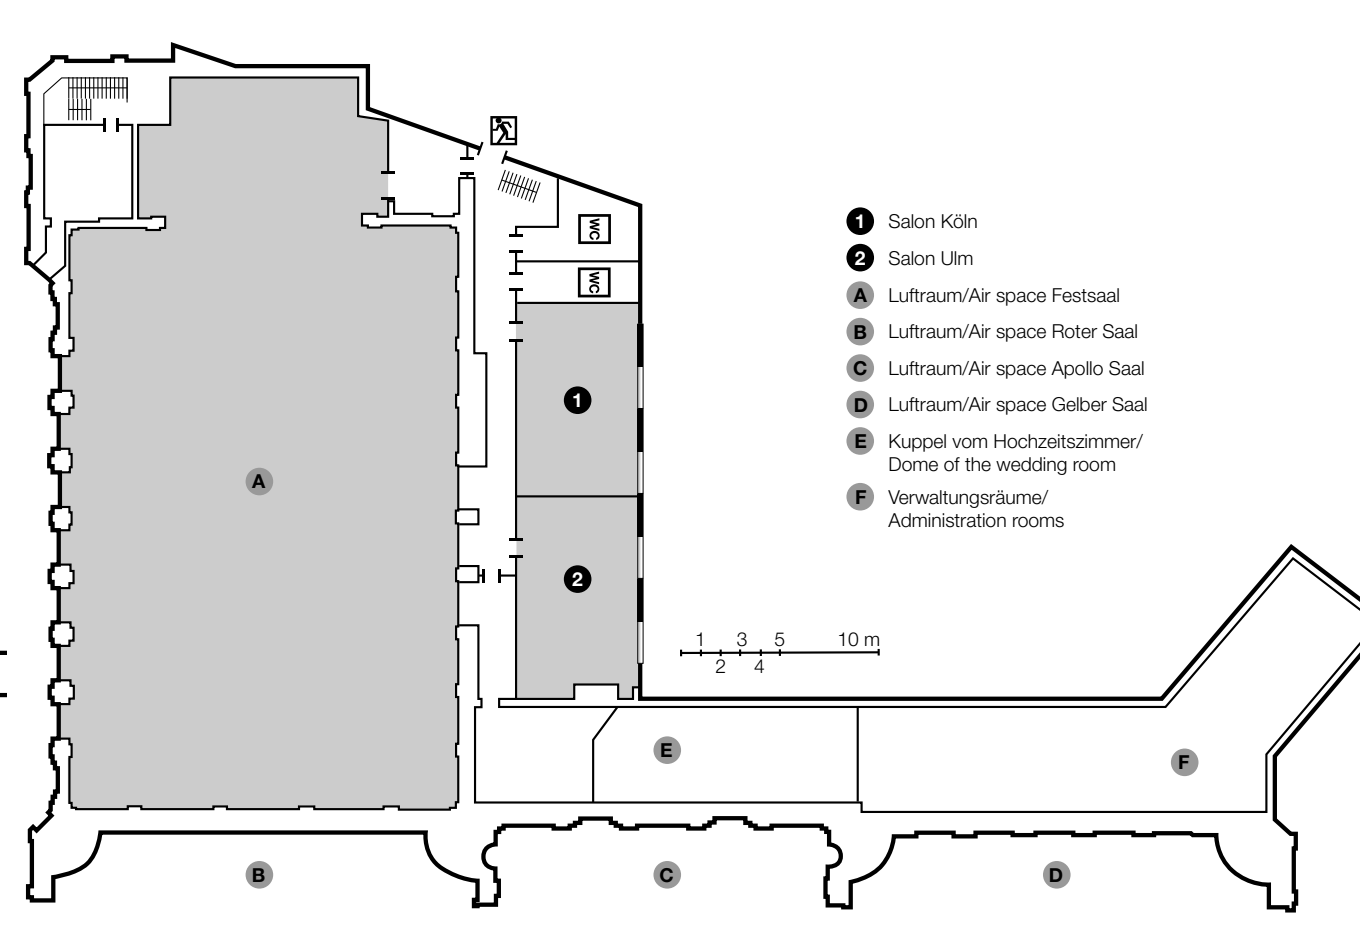 WC
WC
1
2
A
B
C
D
E
F
1 Salon Köln
2 Salon Ulm
A Luftraum/Air space Festsaal
B Luftraum/Air space Roter Saal
C Luftraum/Air space Apollo Saal
D Luftraum/Air space Gelber Saal
E Kuppel vom Hochzeitszimmer/
Dome of the wedding room
F Verwaltungsräume/
Administration rooms
1 3 5 10 m
2 4